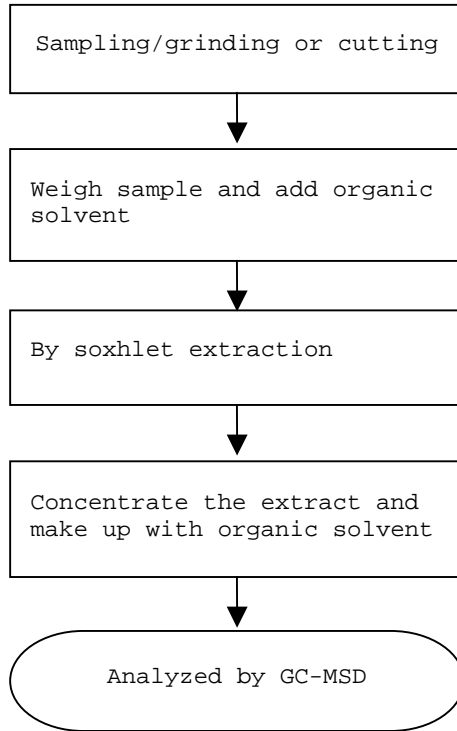 Sampling/grinding or cutting
Weigh sample and add organic
solvent
By soxhlet extraction
Concentrate the extract and
make up with organic solvent
Analyzed by GC-MSD